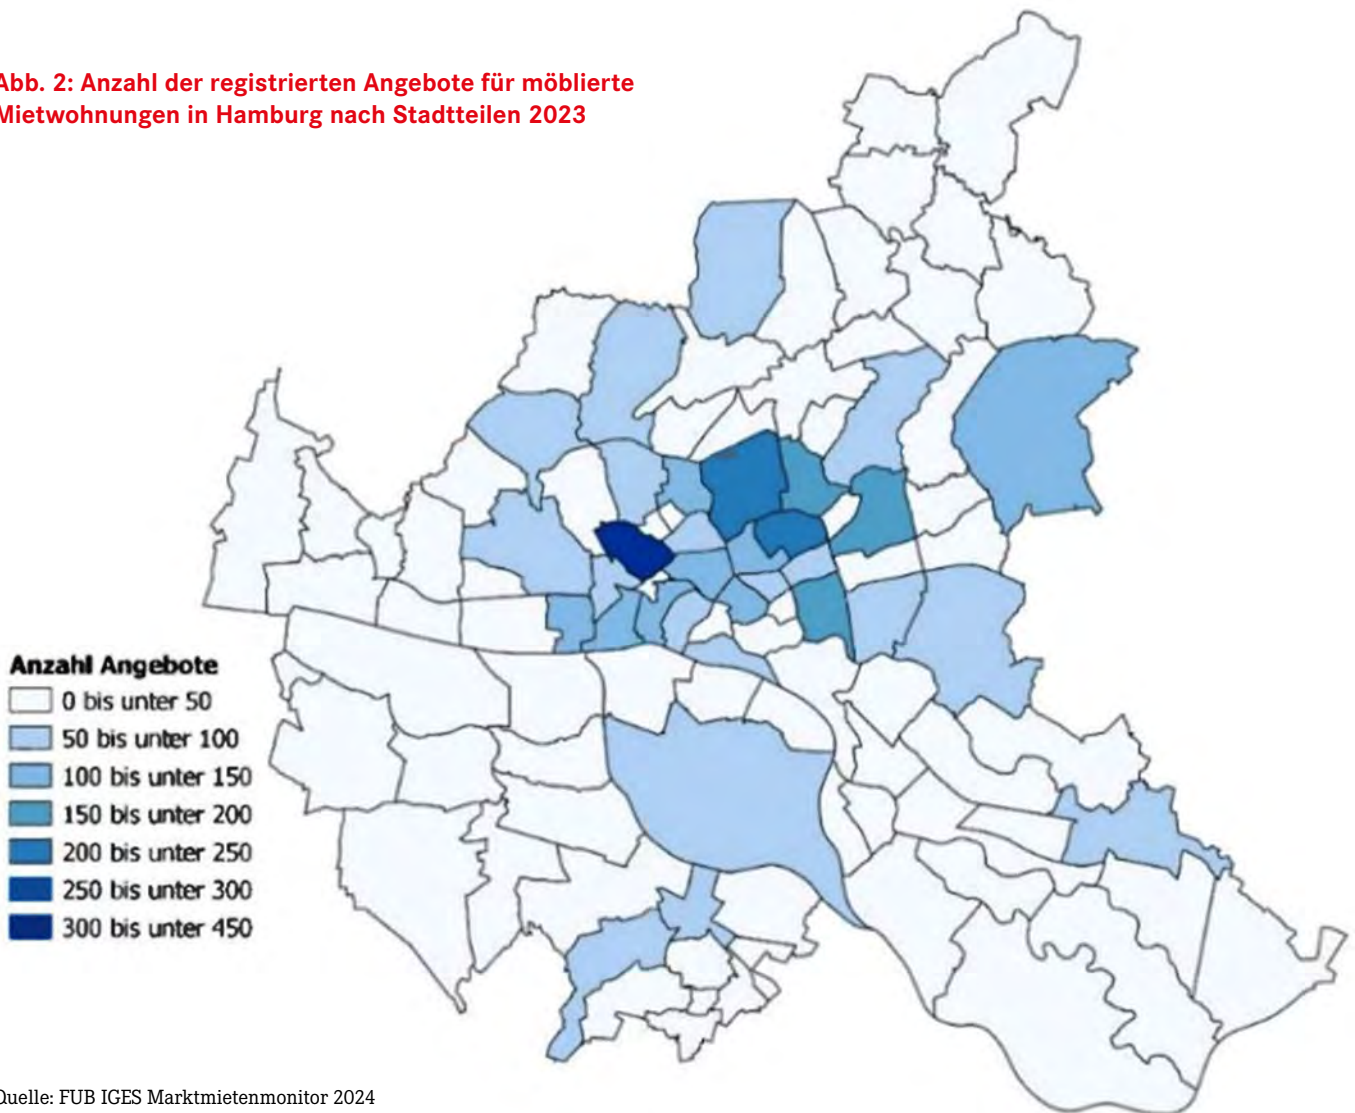 Abb. 2: Anzahl der registrierten Angebote für möblierte
Mietwohnungen in Hamburg nach Stadtteilen 2023
Anzahl Angebote
0 bis unter 50
50 bis unter 100
100 bis unter 150
150 bis unter 200
200 bis unter 250
250 bis unter 300
300 bis unter 450
Quelle: FUB IGES Marktmietenmonitor 2024